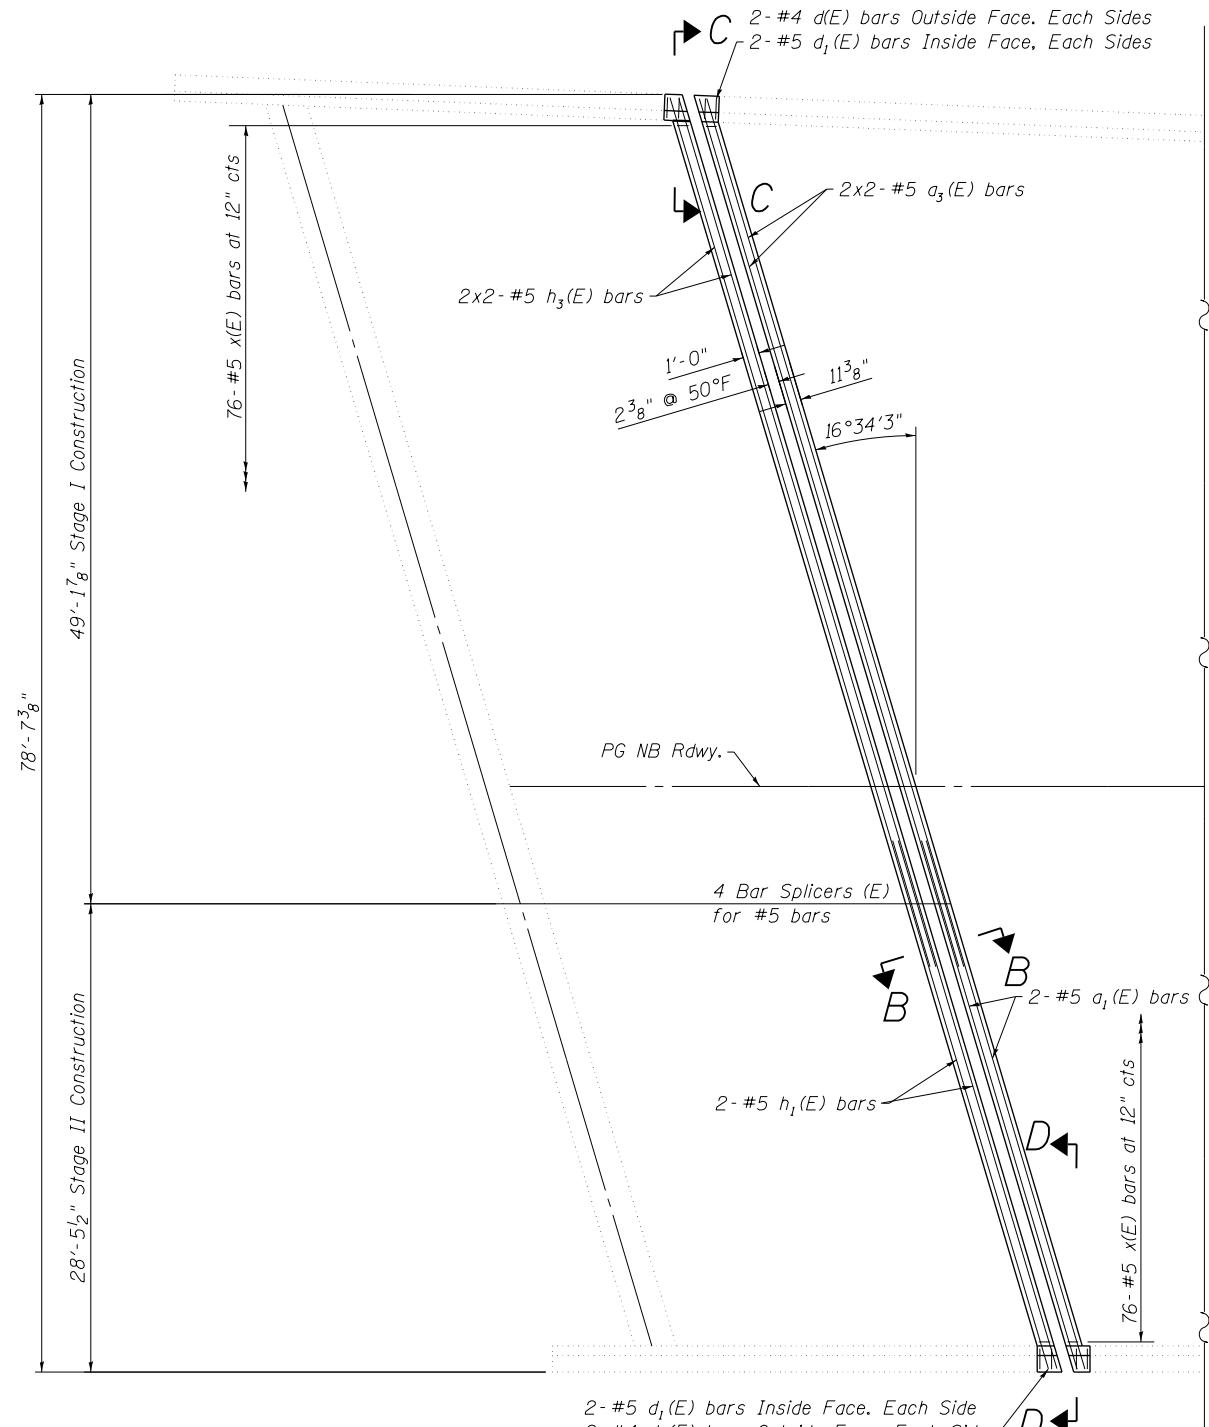 C
2-#4 d(E) bars Outside Face. Each Sides
2-#5 d₁(E) bars Inside Face, Each Sides
76-#5 x(E) bars at 12" cts
C
2x2-#5 a₃(E) bars
2x2-#5 h₃(E) bars
1'-0"
2 3/8" @ 50°F
11 3/8"
16°34'3"
49'-1 7/8" Stage I Construction
78'-7 3/8"
PG NB Rdwy.
4 Bar Splicers (E)
for #5 bars
B
B
2-#5 a₁(E) bars
28'-5 1/2" Stage II Construction
2-#5 h₁(E) bars
D
76-#5 x(E) bars at 12" cts
2-#5 d₁(E) bars Inside Face. Each Side
D